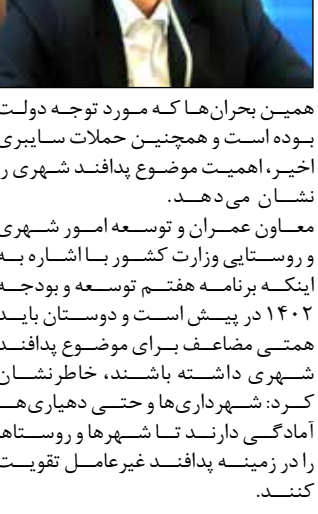 همین بحران‌ها که مورد توجه دولت
بوده است و همچنین حملات سایبری
اخیر، اهمیت موضوع پدافند شهری ر
نشان می‌دهد.
معاون عمران و توسعه امور شهری
و روستایی وزارت کشور با اشاره به
اینکه برنامه هفتم توسعه و بودجه
۱۴۰۲ در پیش است و دوستان باید
همتی مضاعف برای موضوع پدافند
شهری داشته باشند، خاطرنشان
کرد: شهرداری‌ها و حتی دهیاری‌ه
آمادگی دارند تا شهرها و روستاه
را در زمینه پدافند غیرعامل تقویت
کنند.